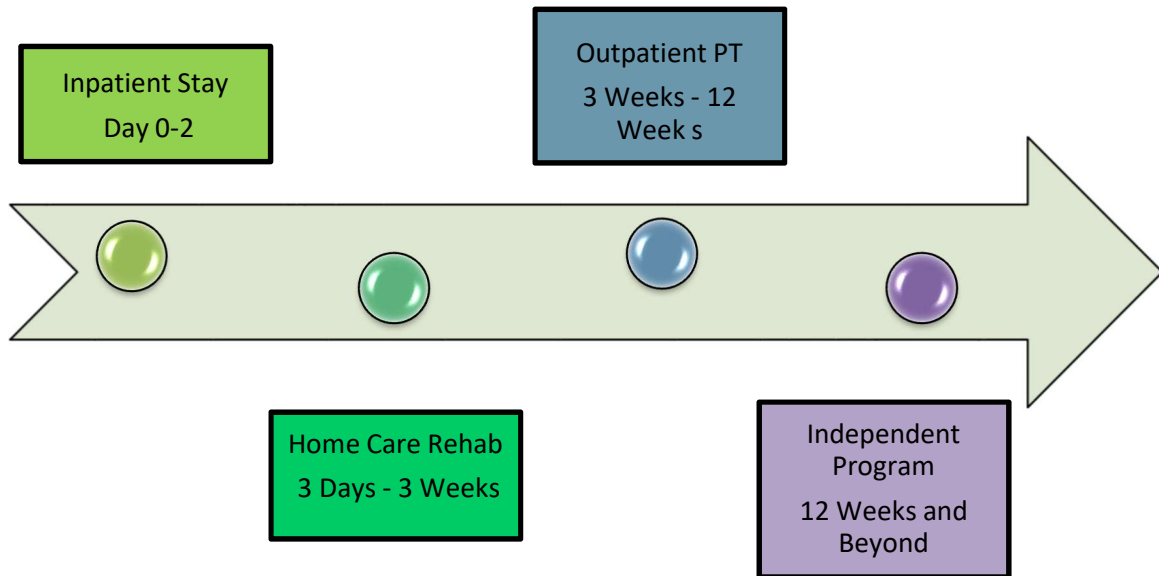 Inpatient Stay
Day 0-2
Outpatient PT
3 Weeks - 12
Week s
Home Care Rehab
3 Days - 3 Weeks
Independent
Program
12 Weeks and
Beyond